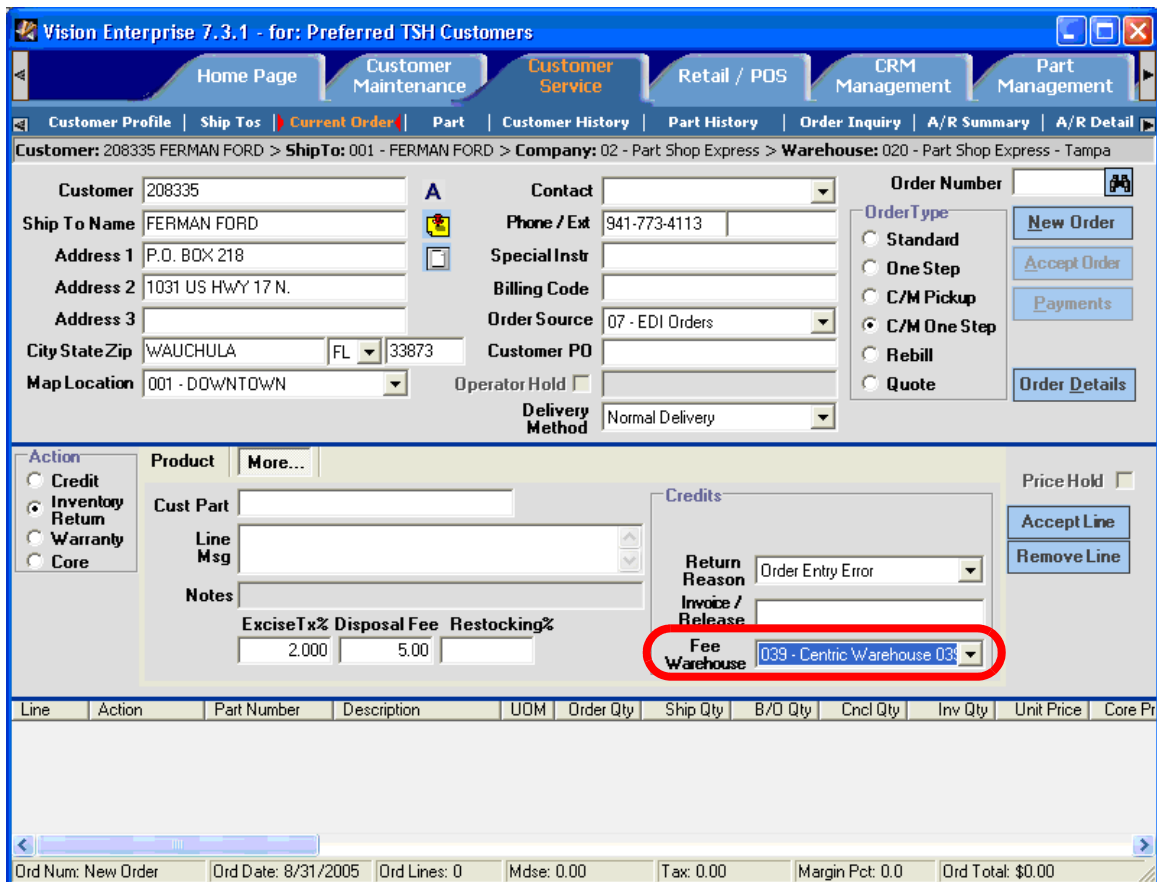 Vision Enterprise 7.3.1 - for: Preferred TSH Customers
Home Page
Customer Maintenance
Customer Service
Retail / POS
CRM Management
Part Management
Customer Profile | Ship Tos | Current Order | Part | Customer History | Part History | Order Inquiry | A/R Summary | A/R Detail
Customer: 208335 FERMAN FORD > ShipTo: 001 - FERMAN FORD > Company: 02 - Part Shop Express > Warehouse: 020 - Part Shop Express - Tampa
Customer 208335 A
Ship To Name FERMAN FORD
Address 1 P.O. BOX 218
Address 2 1031 US HWY 17 N.
Address 3
City State Zip WAUCHULA FL 33873
Map Location 001 - DOWNTOWN
Contact
Phone / Ext 941-773-4113
Special Instr
Billing Code
Order Source 07 - EDI Orders
Customer PO
Operator Hold
Delivery Method Normal Delivery
Order Number
OrderType
Standard
One Step
C/M Pickup
C/M One Step
Rebill
Quote
New Order
Accept Order
Payments
Order Details
Action
Credit
Inventory Return
Warranty
Core
Product More...
Cust Part
Line Msg
Notes
ExciseTx% Disposal Fee Restocking%
2.000 5.00
Credits
Return Reason Order Entry Error
Invoice / Release
Fee Warehouse 039 - Centric Warehouse 039
Price Hold
Accept Line
Remove Line
Line Action Part Number Description UOM Order Qty Ship Qty B/O Qty Cncl Qty Inv Qty Unit Price Core Pr
Ord Num: New Order Ord Date: 8/31/2005 Ord Lines: 0 Mdse: 0.00 Tax: 0.00 Margin Pct: 0.0 Ord Total: $0.00